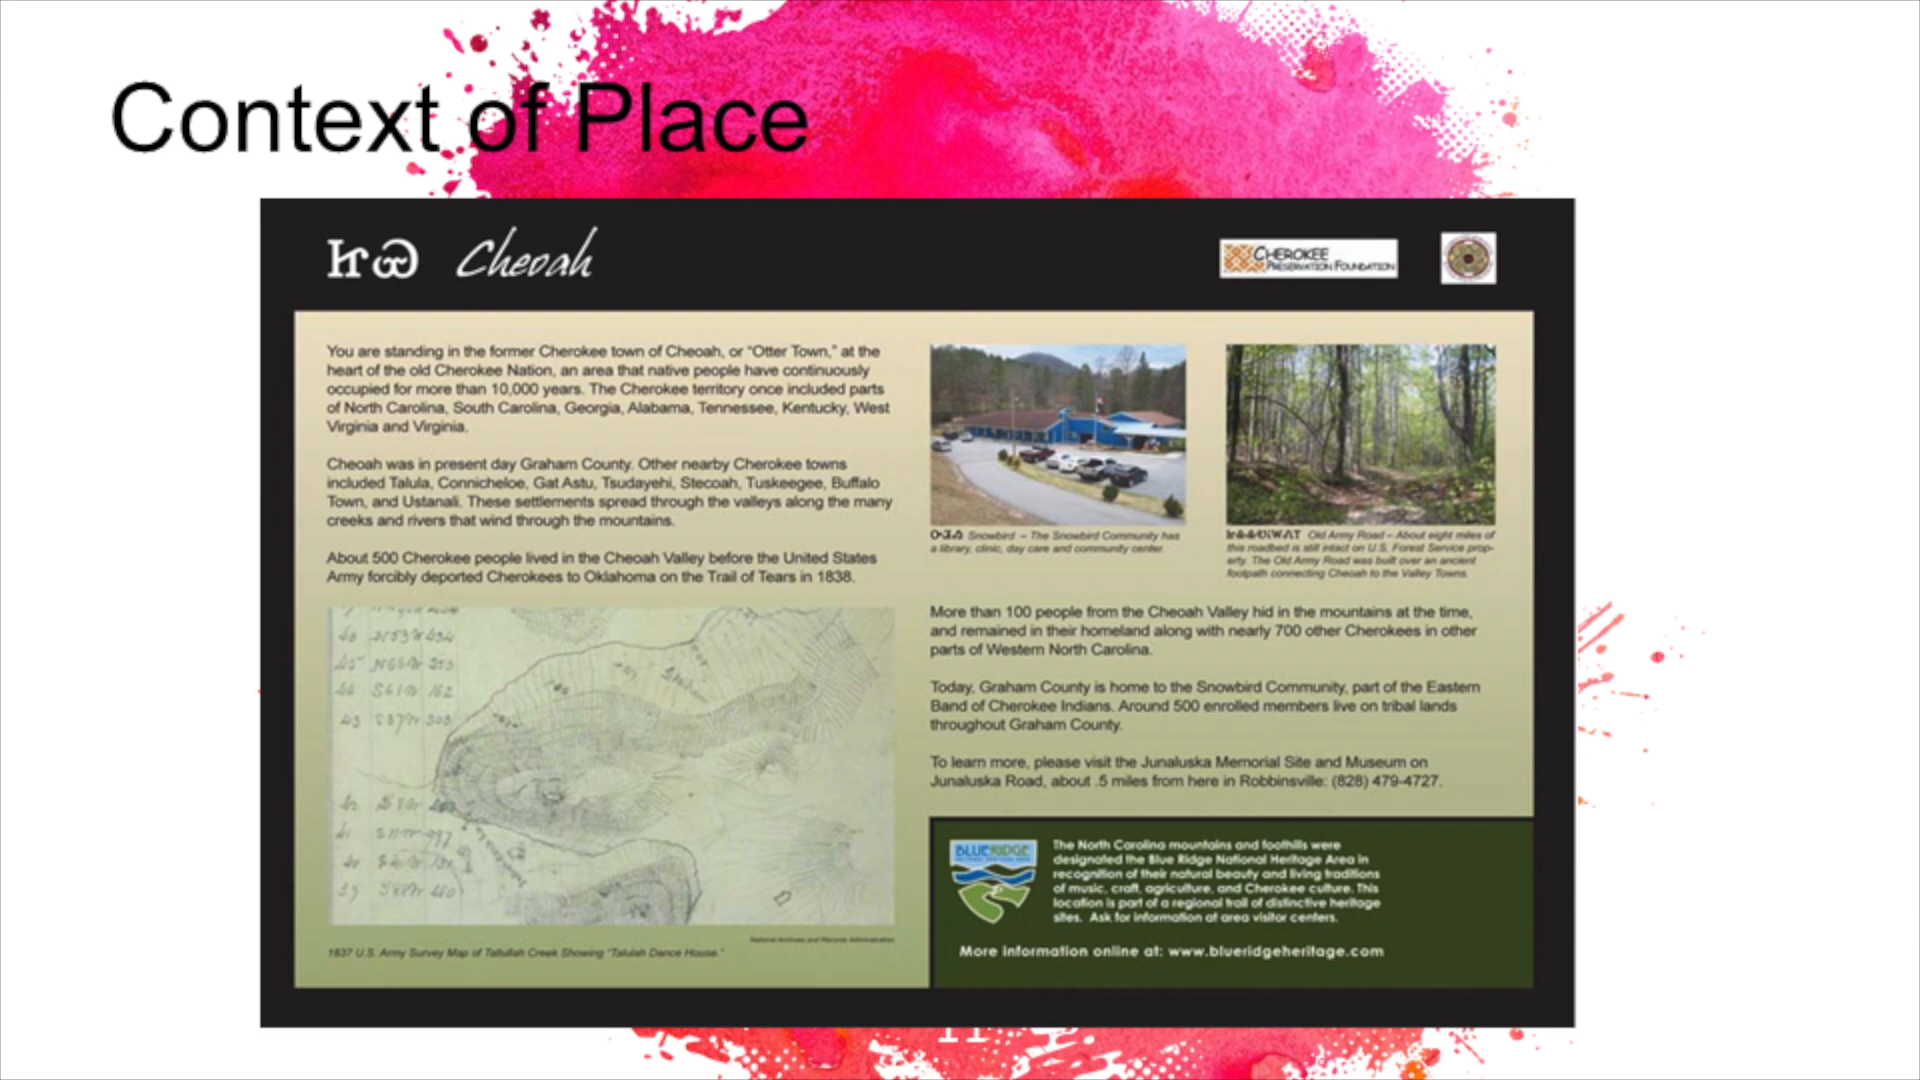 Context of Place
Cheoah
CHEROKEE
PRESERVATION FOUNDATION
You are standing in the former Cherokee town of Cheoah, or “Otter Town,” at the
heart of the old Cherokee Nation, an area that native people have continuously
occupied for more than 10,000 years. The Cherokee territory once included parts
of North Carolina, South Carolina, Georgia, Alabama, Tennessee, Kentucky, West
Virginia and Virginia.
Cheoah was in present day Graham County. Other nearby Cherokee towns
included Talula, Connicheloe, Gat Astu, Tsudayehi, Stecoah, Tuskeegee, Buffalo
Town, and Ustanali. These settlements spread through the valleys along the many
creeks and rivers that wind through the mountains.
About 500 Cherokee people lived in the Cheoah Valley before the United States
Army forcibly deported Cherokees to Oklahoma on the Trail of Tears in 1838.
National Archives and Records Administration
1837 U.S. Army Survey Map of Tallullah Creek Showing “Talulah Dance House.”
Snowbird – The Snowbird Community has
a library, clinic, day care and community center.
Old Army Road – About eight miles of
this roadbed is still intact on U.S. Forest Service prop-
erty. The Old Army Road was built over an ancient
footpath connecting Cheoah to the Valley Towns.
More than 100 people from the Cheoah Valley hid in the mountains at the time,
and remained in their homeland along with nearly 700 other Cherokees in other
parts of Western North Carolina.
Today, Graham County is home to the Snowbird Community, part of the Eastern
Band of Cherokee Indians. Around 500 enrolled members live on tribal lands
throughout Graham County.
To learn more, please visit the Junaluska Memorial Site and Museum on
Junaluska Road, about .5 miles from here in Robbinsville: (828) 479-4727.
BLUE RIDGE
The North Carolina mountains and foothills were
designated the Blue Ridge National Heritage Area in
recognition of their natural beauty and living traditions
of music, craft, agriculture, and Cherokee culture. This
location is part of a regional trail of distinctive heritage
sites. Ask for information at area visitor centers.
More information online at: www.blueridgeheritage.com